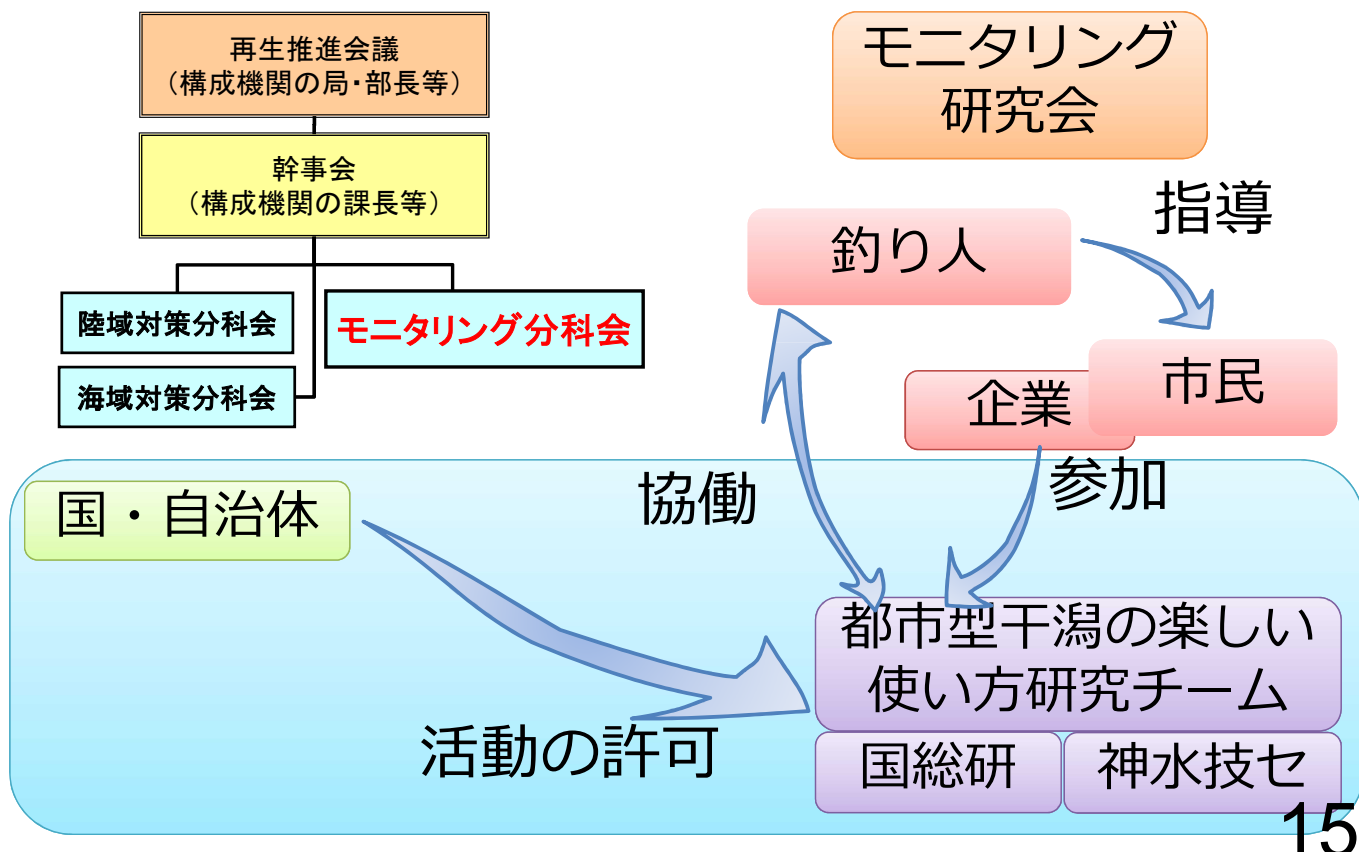 再生推進会議
（構成機関の局・部長等）
幹事会
（構成機関の課長等）
陸域対策分科会
モニタリング分科会
海域対策分科会
モニタリング
研究会
釣り人
指導
市民
企業
協働
参加
国・自治体
都市型干潟の楽しい
使い方研究チーム
活動の許可
国総研
神水技セ
15